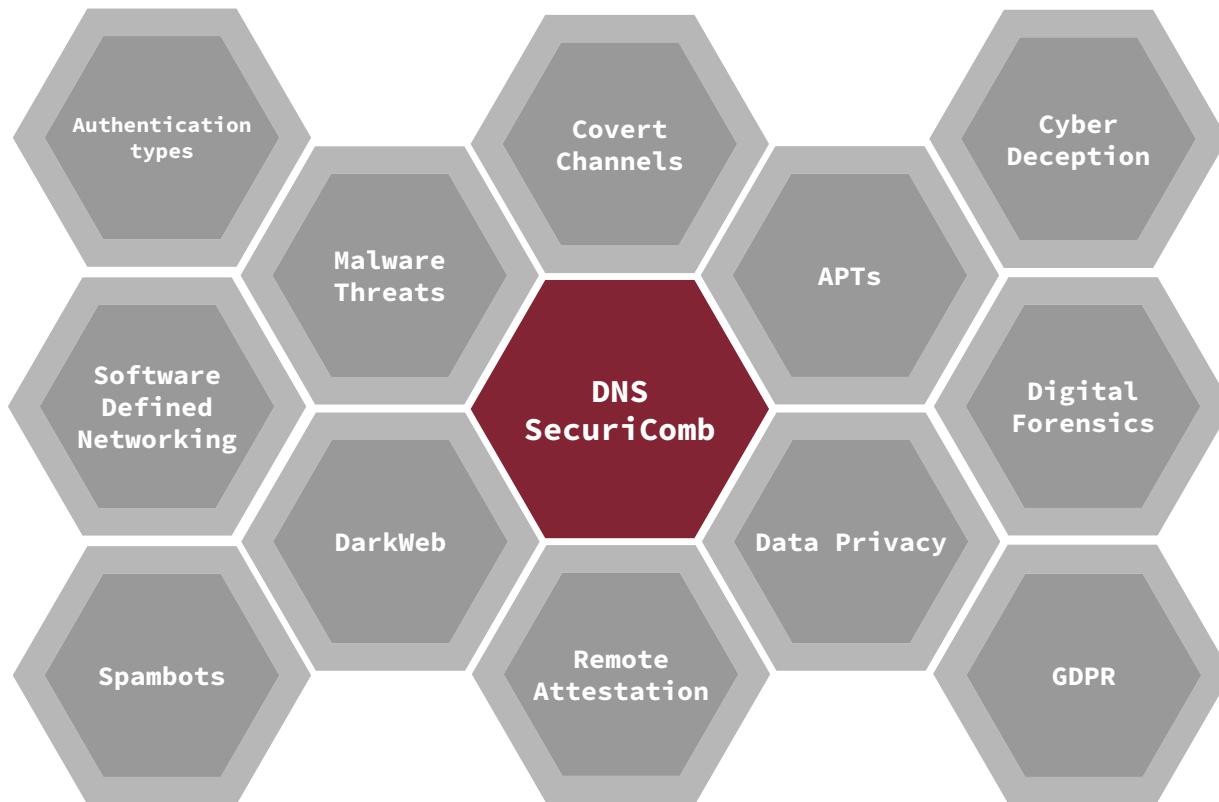 Authentication
types
Covert
Channels
Cyber
Deception
Malware
Threats
APTs
Software
Defined
Networking
DNS
SecuriComb
Digital
Forensics
DarkWeb
Data Privacy
Spambots
Remote
Attestation
GDPR